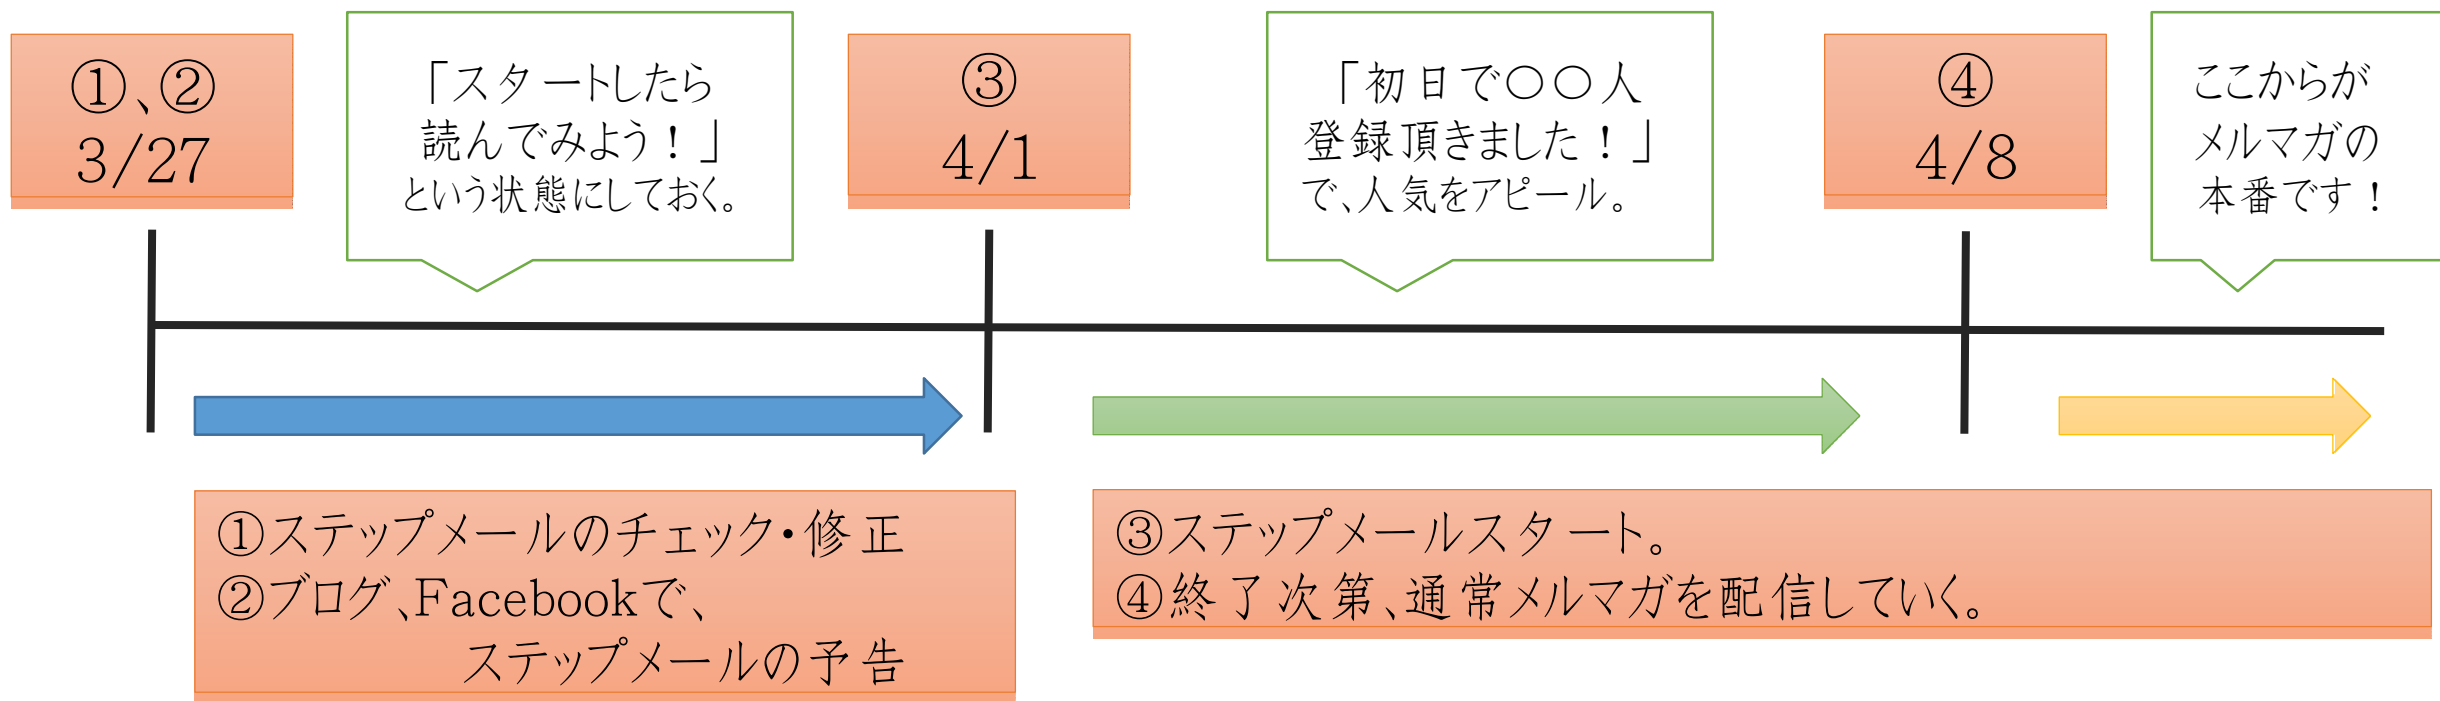 ①、②
3/27
「スタートしたら
読んでみよう！」
という状態にしておく。
③
4/1
「初日で〇〇人
登録頂きました！」
で、人気をアピール。
④
4/8
ここからが
メルマガの
本番です！
①ステップメールのチェック・修正
②ブログ、Facebookで、
ステップメールの予告
③ステップメールスタート。
④終了次第、通常メルマガを配信していく。